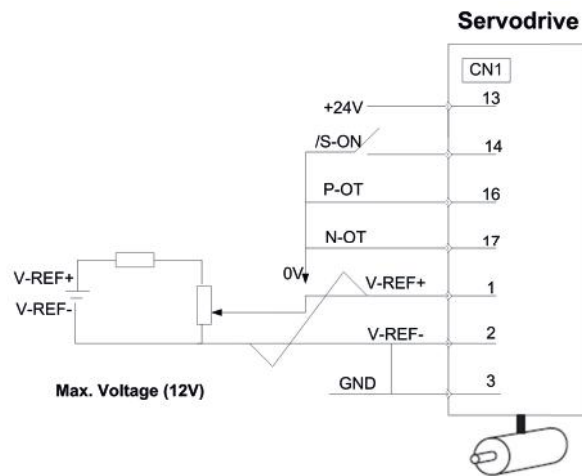 Servodrive
CN1
+24V 13
/S-ON 14
P-OT 16
N-OT 17
0V
V-REF+ V-REF+ 1
V-REF- V-REF- 2
Max. Voltage (12V) GND 3